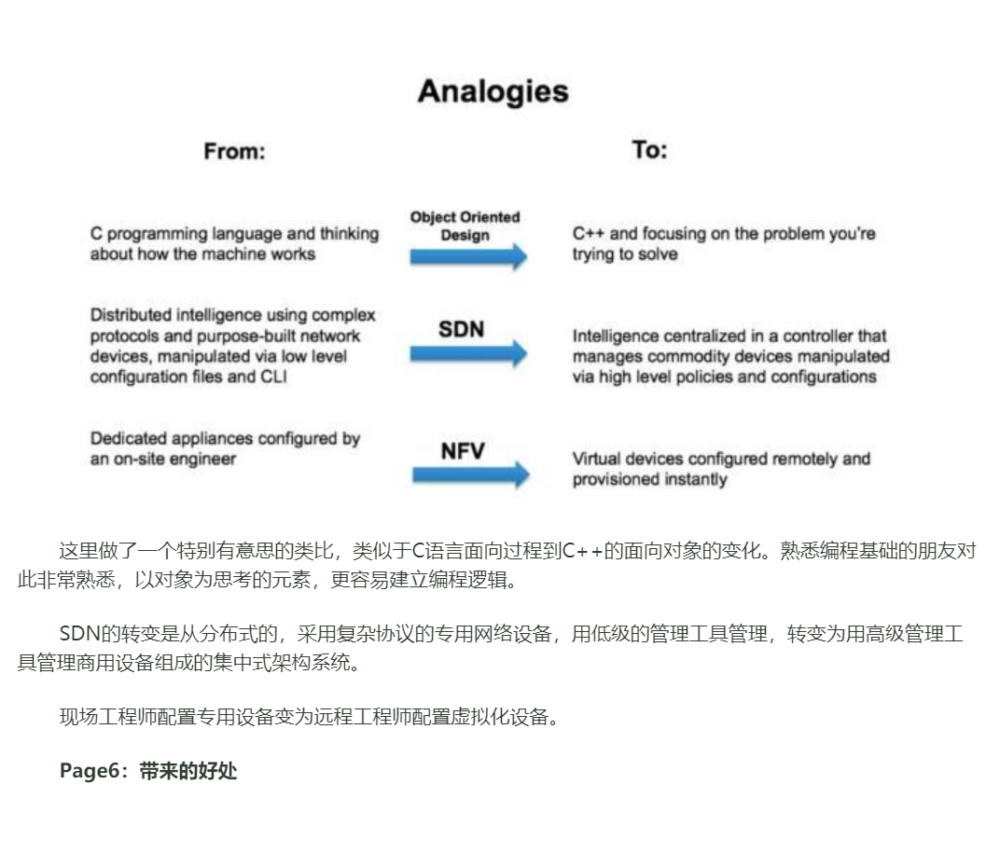 Analogies
From:
To:
C programming language and thinking
about how the machine works
Object Oriented
Design
C++ and focusing on the problem you're
trying to solve
Distributed intelligence using complex
protocols and purpose-built network
devices, manipulated via low level
configuration files and CLI
SDN
Intelligence centralized in a controller that
manages commodity devices manipulated
via high level policies and configurations
Dedicated appliances configured by
an on-site engineer
NFV
Virtual devices configured remotely and
provisioned instantly
这里做了一个特别有意思的类比，类似于C语言面向过程到C++的面向对象的变化。熟悉编程基础的朋友对
此非常熟悉，以对象为思考的元素，更容易建立编程逻辑。
SDN的转变是从分布式的，采用复杂协议的专用网络设备，用低级的管理工具管理，转变为用高级管理工
具管理商用设备组成的集中式架构系统。
现场工程师配置专用设备变为远程工程师配置虚拟化设备。
Page6：带来的好处